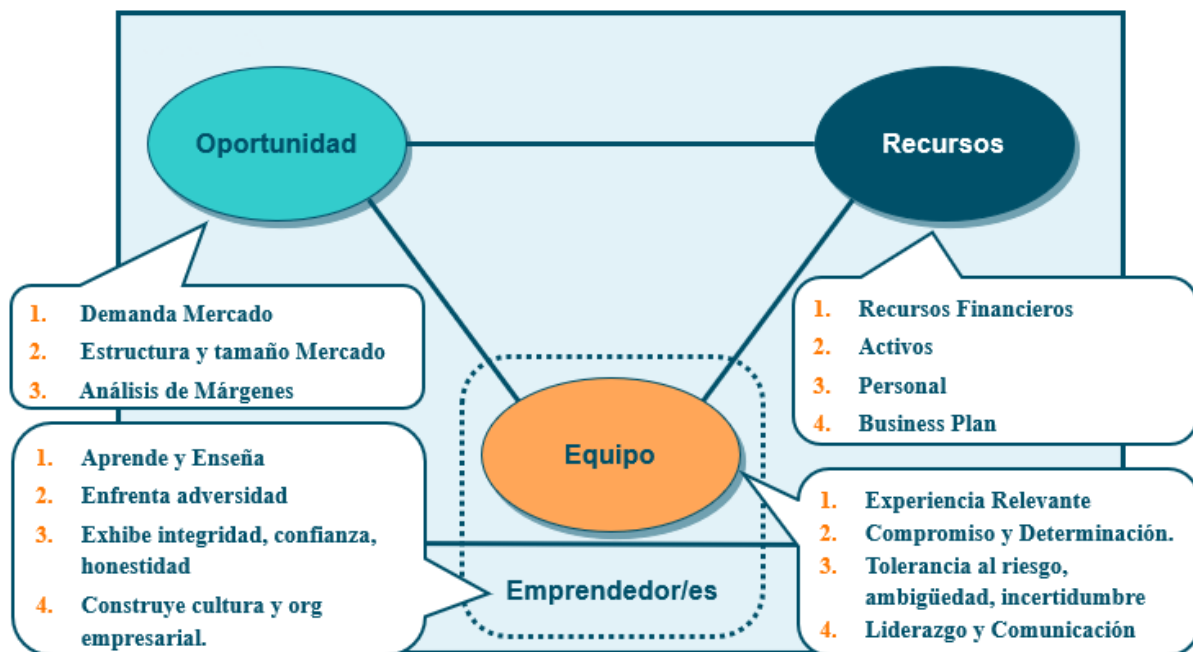 Oportunidad
Recursos
1. Demanda Mercado
2. Estructura y tamaño Mercado
3. Análisis de Márgenes
1. Recursos Financieros
2. Activos
3. Personal
4. Business Plan
Equipo
1. Aprende y Enseña
2. Enfrenta adversidad
3. Exhibe integridad, confianza,
honestidad
4. Construye cultura y org
empresarial.
1. Experiencia Relevante
2. Compromiso y Determinación.
3. Tolerancia al riesgo,
ambigüedad, incertidumbre
4. Liderazgo y Comunicación
Emprendedor/es